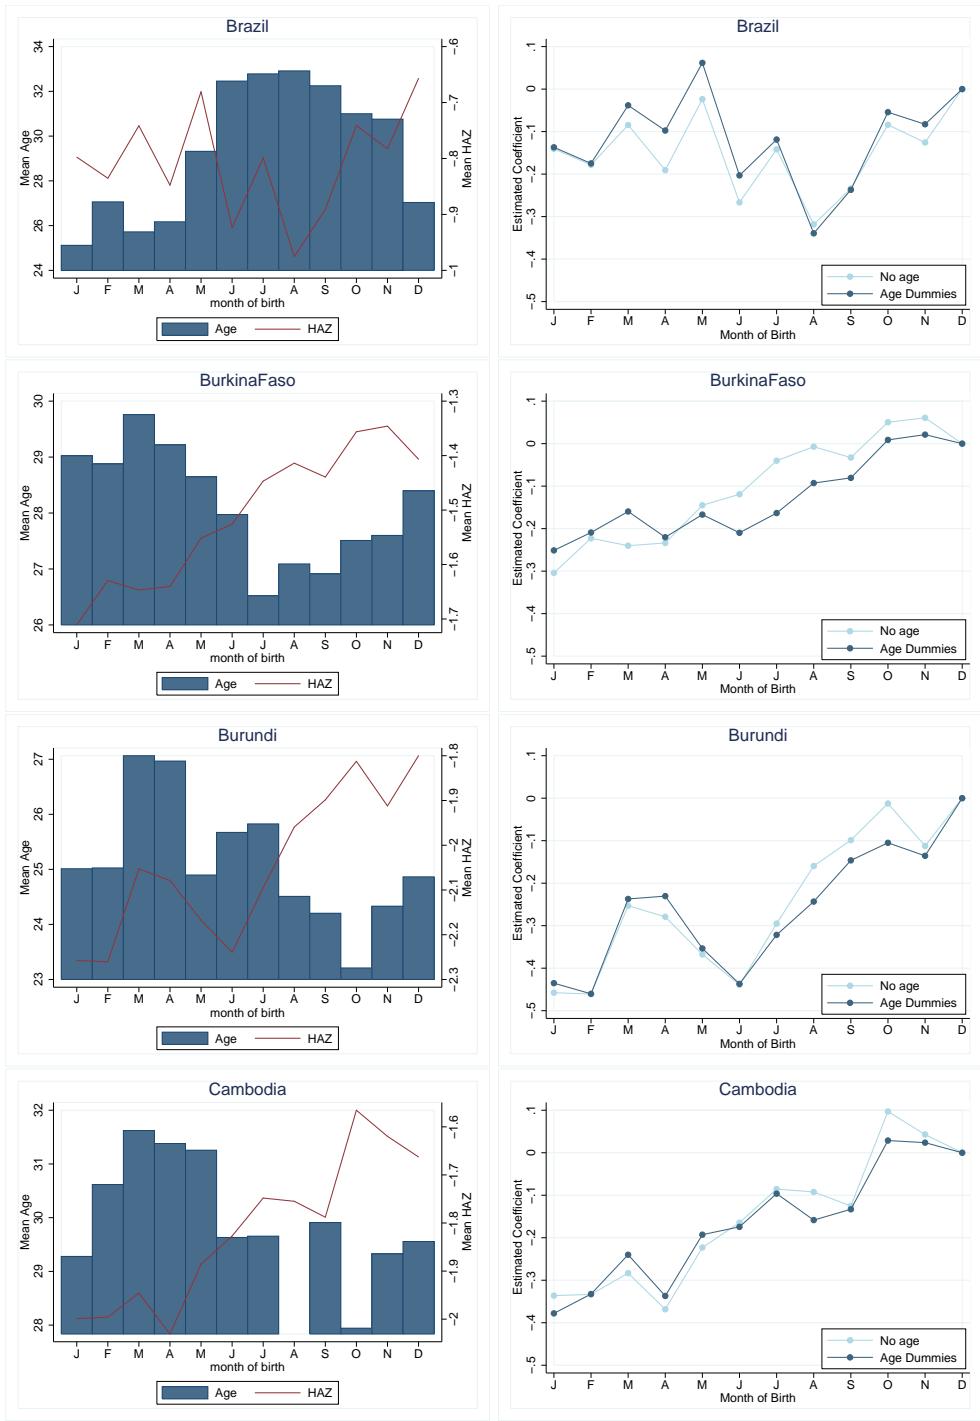 Brazil
34
32
30
28
26
24
Mean Age
-.6
-.7
-.8
-.9
-1
Mean HAZ
J F M A M J J A S O N D
month of birth
Age HAZ
Brazil
.1
0
-.1
-.2
-.3
-.4
-.5
Estimated Coefficient
No age
Age Dummies
J F M A M J J A S O N D
Month of Birth
BurkinaFaso
30
29
28
27
26
Mean Age
-1.3
-1.4
-1.5
-1.6
-1.7
Mean HAZ
J F M A M J J A S O N D
month of birth
Age HAZ
BurkinaFaso
.1
0
-.1
-.2
-.3
-.4
-.5
Estimated Coefficient
No age
Age Dummies
J F M A M J J A S O N D
Month of Birth
Burundi
27
26
25
24
23
Mean Age
-1.8
-1.9
-2
-2.1
-2.2
-2.3
Mean HAZ
J F M A M J J A S O N D
month of birth
Age HAZ
Burundi
.1
0
-.1
-.2
-.3
-.4
-.5
Estimated Coefficient
No age
Age Dummies
J F M A M J J A S O N D
Month of Birth
Cambodia
32
31
30
29
28
Mean Age
-1.6
-1.7
-1.8
-1.9
-2
Mean HAZ
J F M A M J J A S O N D
month of birth
Age HAZ
Cambodia
.1
0
-.1
-.2
-.3
-.4
-.5
Estimated Coefficient
No age
Age Dummies
J F M A M J J A S O N D
Month of Birth